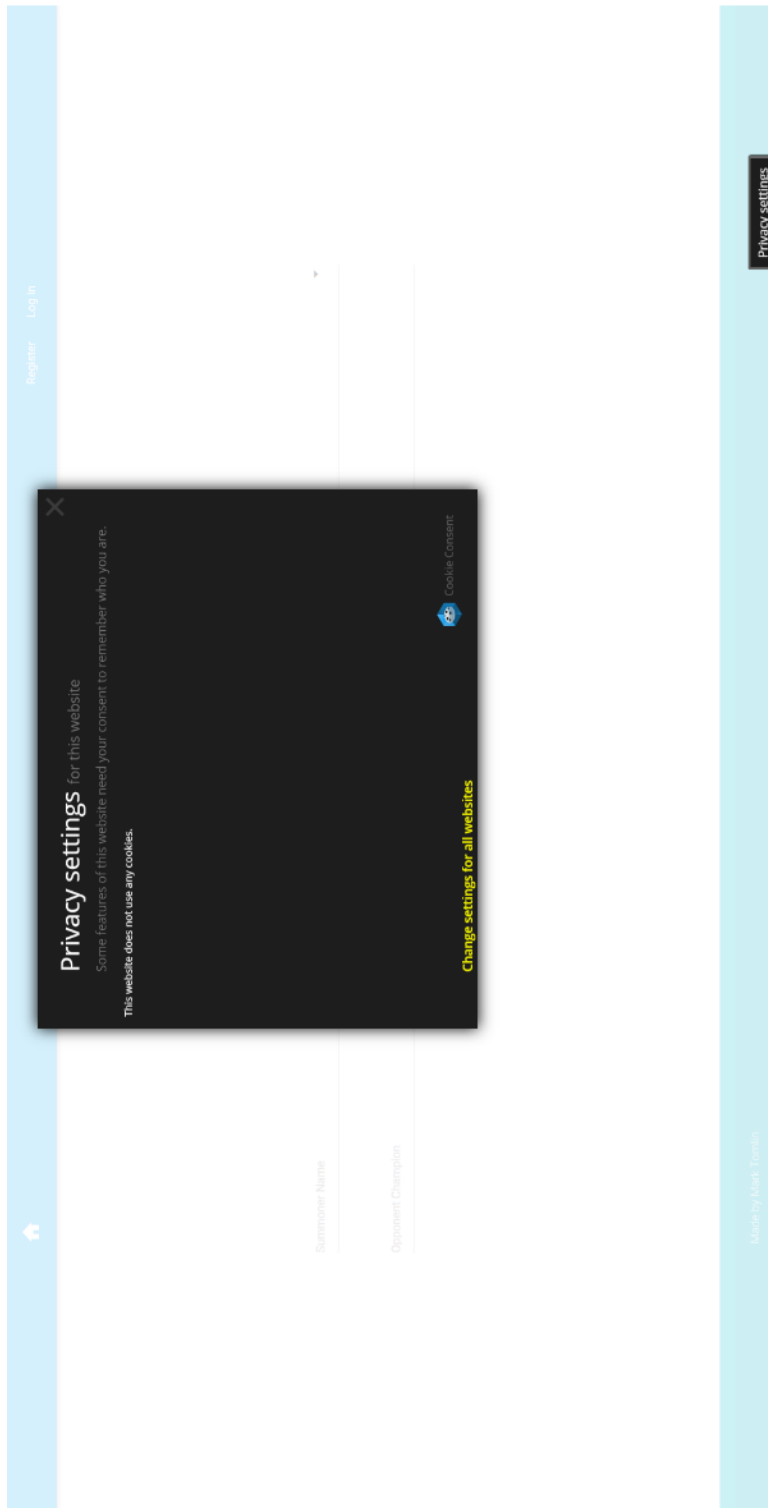 Register Log In
Privacy settings for this website
Some features of this website need your consent to remember who you are.
This website does not use any cookies.
Cookie Consent
Change settings for all websites
Summoner Name
Opponent Champion
Made by Mark Tomlin
Privacy settings